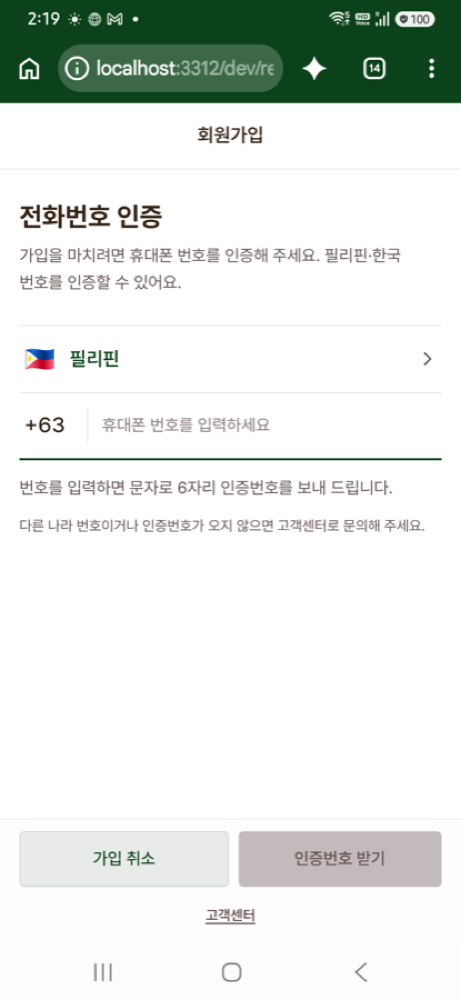 2:19
100
localhost:3312/dev/re
14
회원가입
전화번호 인증
가입을 마치려면 휴대폰 번호를 인증해 주세요. 필리핀·한국
번호를 인증할 수 있어요.
필리핀
+63 휴대폰 번호를 입력하세요
번호를 입력하면 문자로 6자리 인증번호를 보내 드립니다.
다른 나라 번호이거나 인증번호가 오지 않으면 고객센터로 문의해 주세요.
가입 취소 인증번호 받기
고객센터